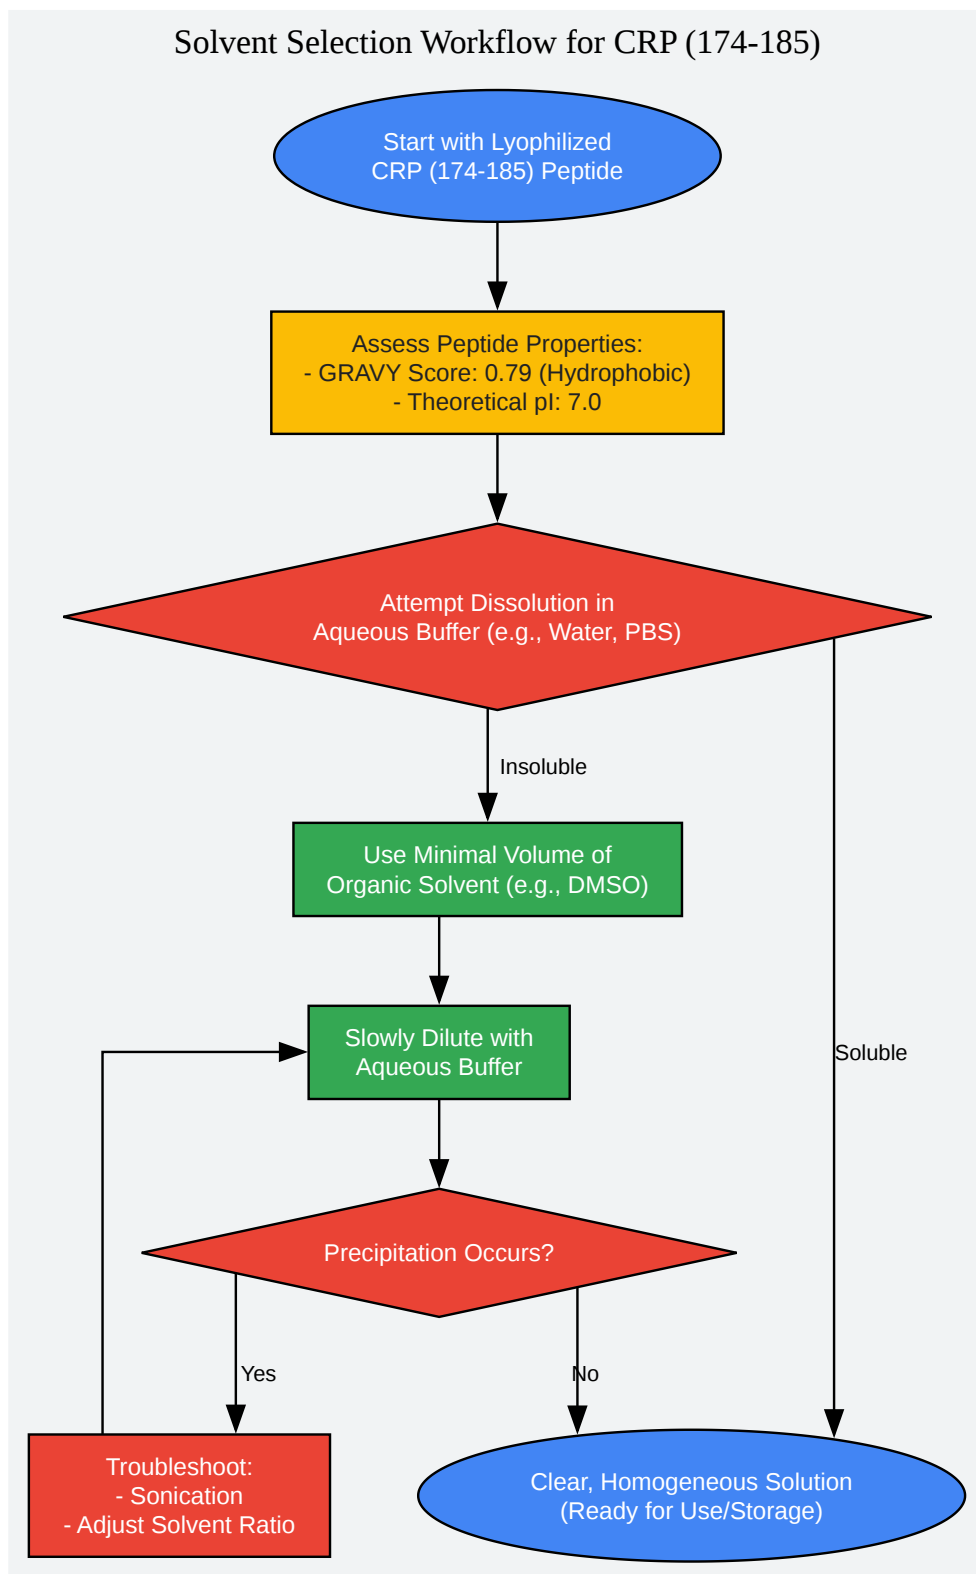 Solvent Selection Workflow for CRP (174-185)
Start with Lyophilized
CRP (174-185) Peptide
Assess Peptide Properties:
- GRAVY Score: 0.79 (Hydrophobic)
- Theoretical pI: 7.0
Attempt Dissolution in
Aqueous Buffer (e.g., Water, PBS)
Insoluble
Use Minimal Volume of
Organic Solvent (e.g., DMSO)
Slowly Dilute with
Aqueous Buffer
Soluble
Precipitation Occurs?
Yes
No
Troubleshoot:
- Sonication
- Adjust Solvent Ratio
Clear, Homogeneous Solution
(Ready for Use/Storage)